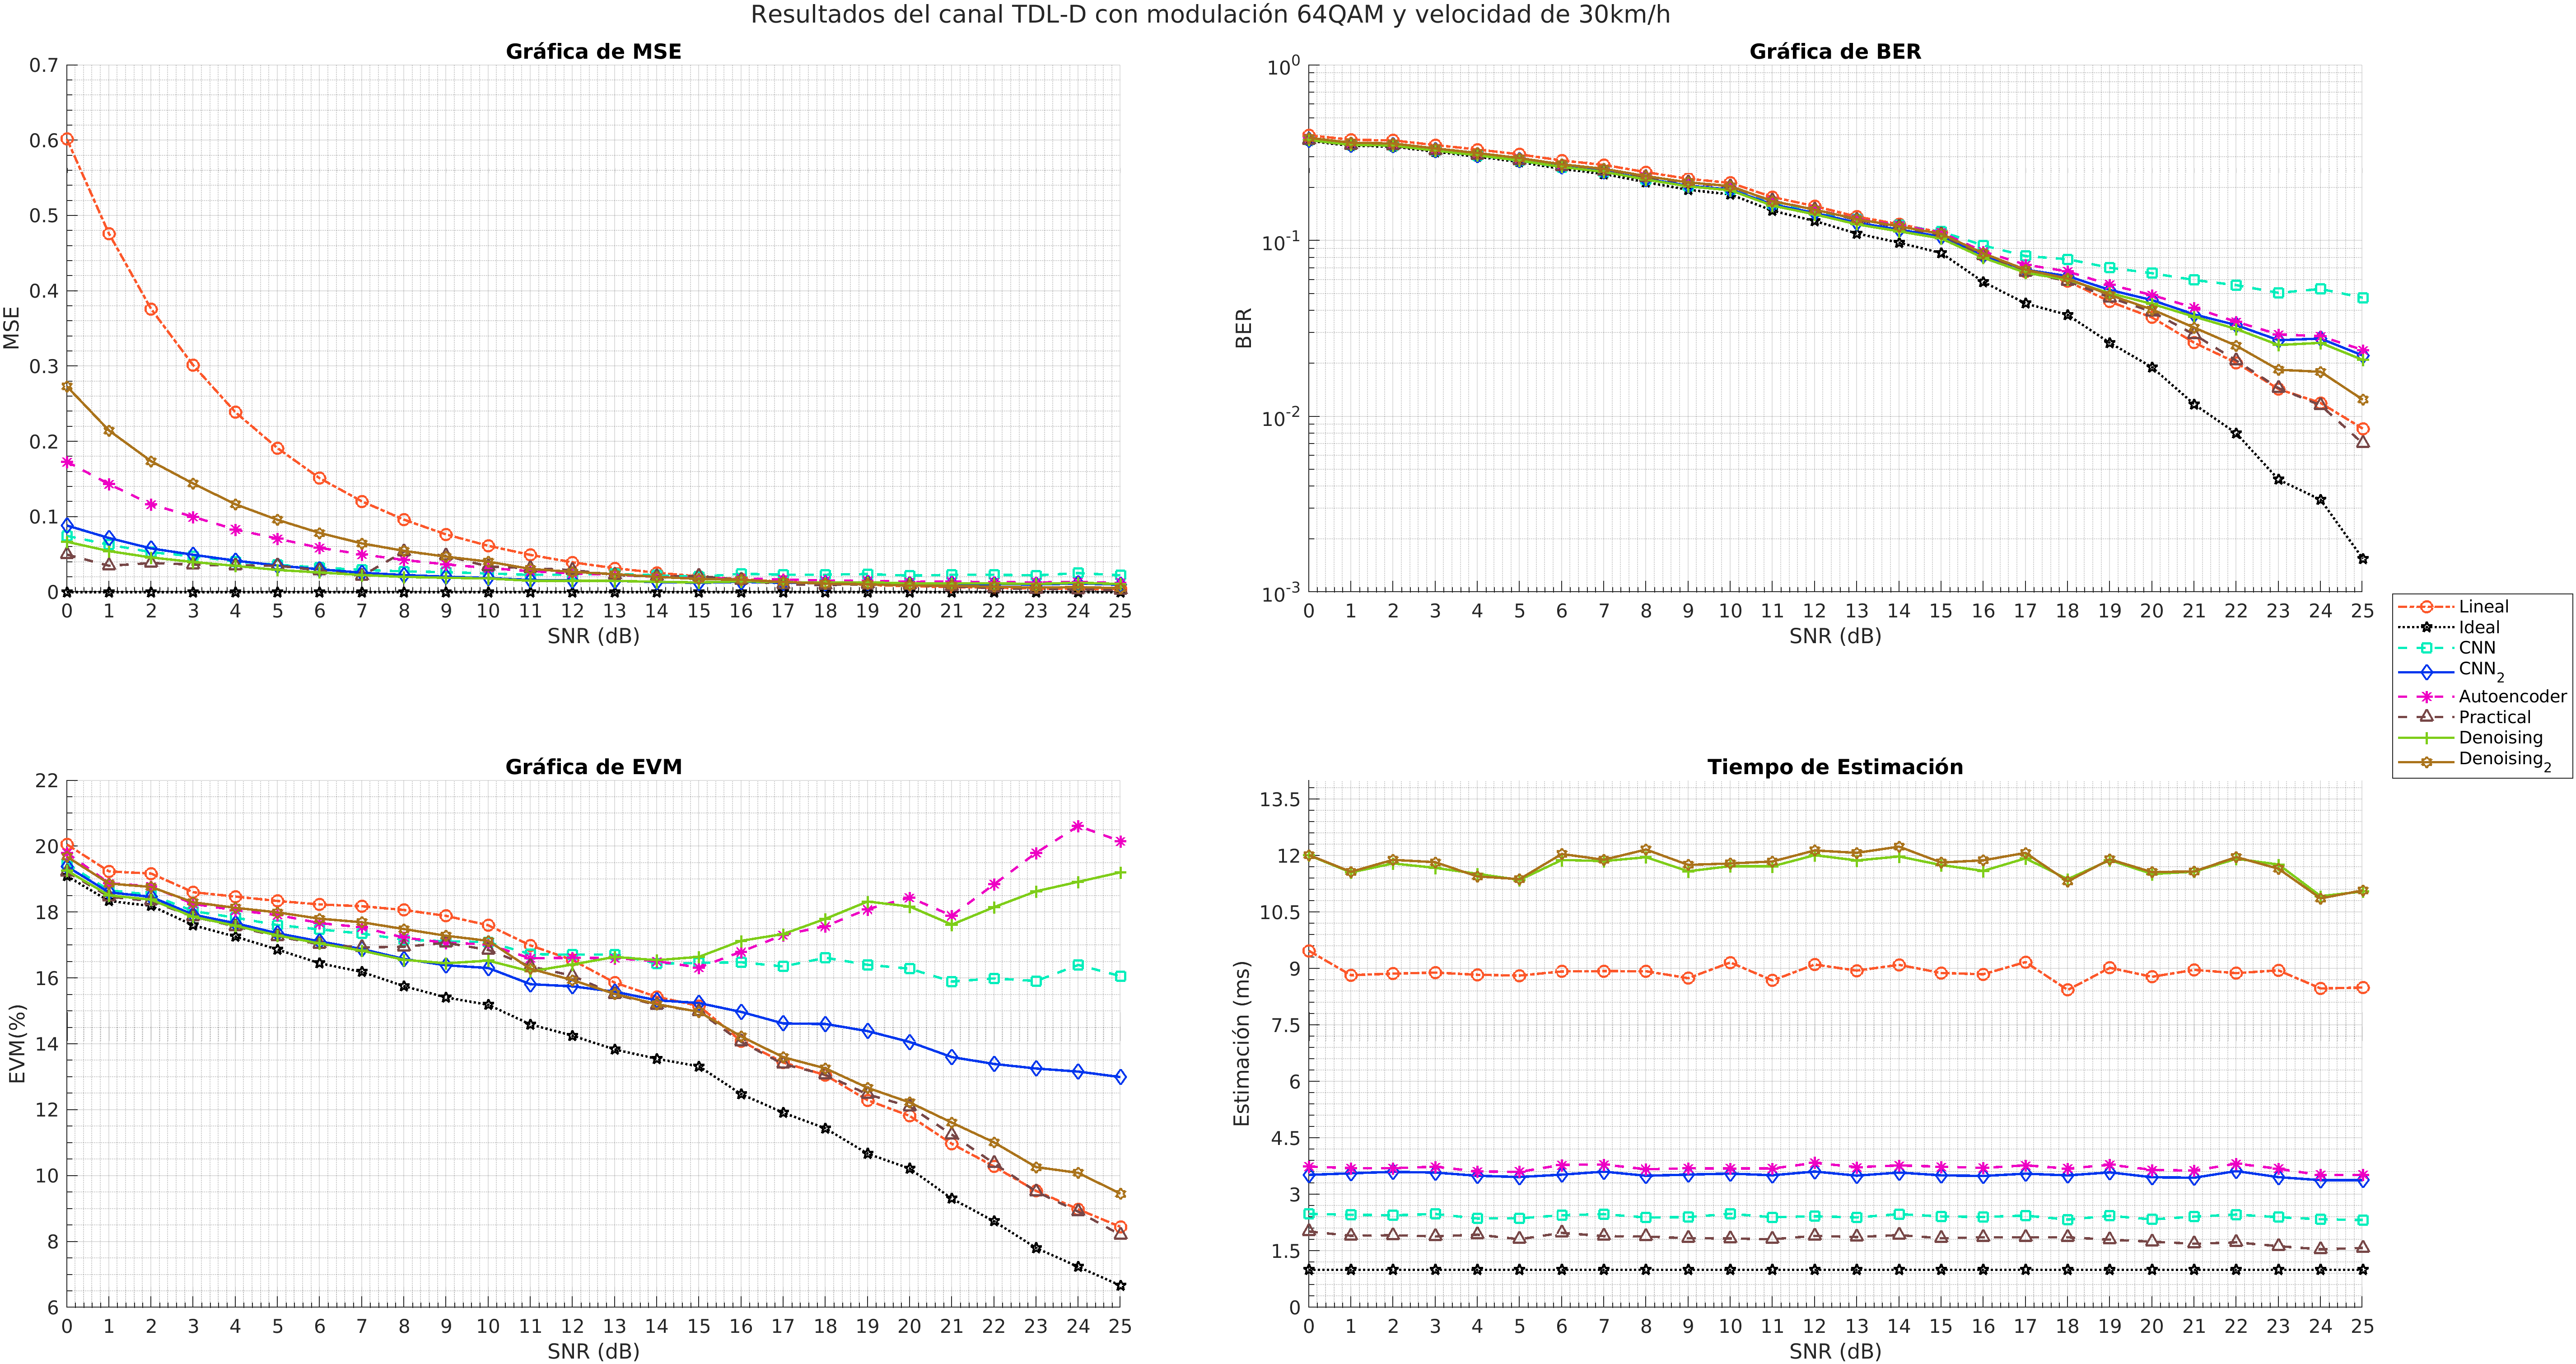 Resultados del canal TDL-D con modulación 64QAM y velocidad de 30km/h
Gráfica de MSE
0.7
0.6
0.5
0.4
0.3
0.2
0.1
0
MSE
0 1 2 3 4 5 6 7 8 9 10 11 12 13 14 15 16 17 18 19 20 21 22 23 24 25
SNR (dB)
Gráfica de BER
10^0
10^-1
10^-2
10^-3
BER
0 1 2 3 4 5 6 7 8 9 10 11 12 13 14 15 16 17 18 19 20 21 22 23 24 25
SNR (dB)
Lineal
Ideal
CNN
CNN_2
Autoencoder
Practical
Denoising
Denoising_2
Gráfica de EVM
22
20
18
16
14
12
10
8
6
EVM(%)
0 1 2 3 4 5 6 7 8 9 10 11 12 13 14 15 16 17 18 19 20 21 22 23 24 25
SNR (dB)
Tiempo de Estimación
13.5
12
10.5
9
7.5
6
4.5
3
1.5
0
Estimación (ms)
0 1 2 3 4 5 6 7 8 9 10 11 12 13 14 15 16 17 18 19 20 21 22 23 24 25
SNR (dB)